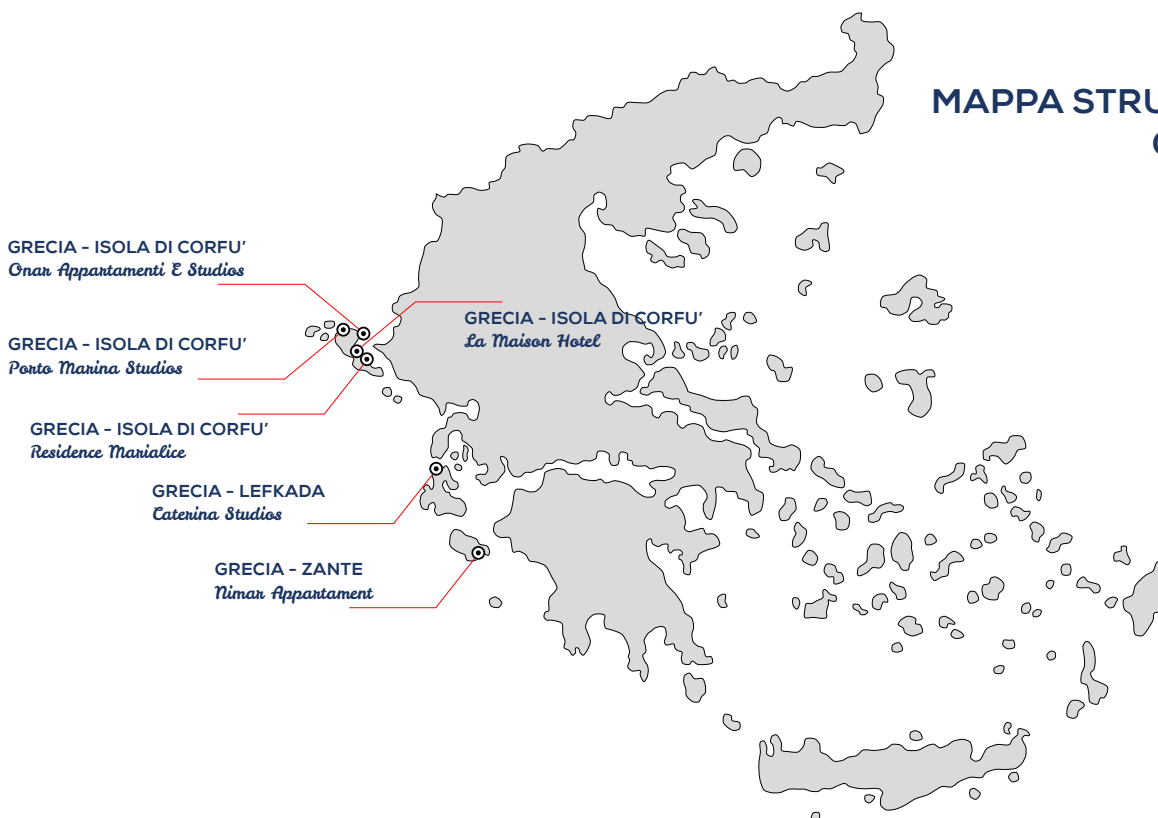 MAPPA
GRECIA - ISOLA DI CORFU'
Onar Appartamenti E Studios
GRECIA - ISOLA DI CORFU'
La Maison Hotel
GRECIA - ISOLA DI CORFU'
Porto Marina Studios
GRECIA - ISOLA DI CORFU'
Residence Marialice
GRECIA - LEFKADA
Caterina Studios
GRECIA - ZANTE
Nimar Appartament